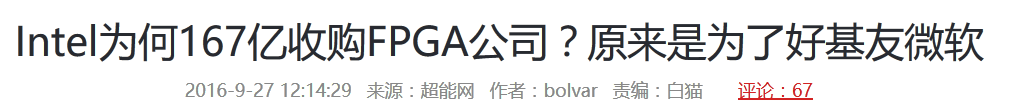 Intel为何167亿收购FPGA公司？原来是为了好基友微软
2016-9-27 12:14:29 来源：超能网 作者：bolvar 责编：白猫 评论：67